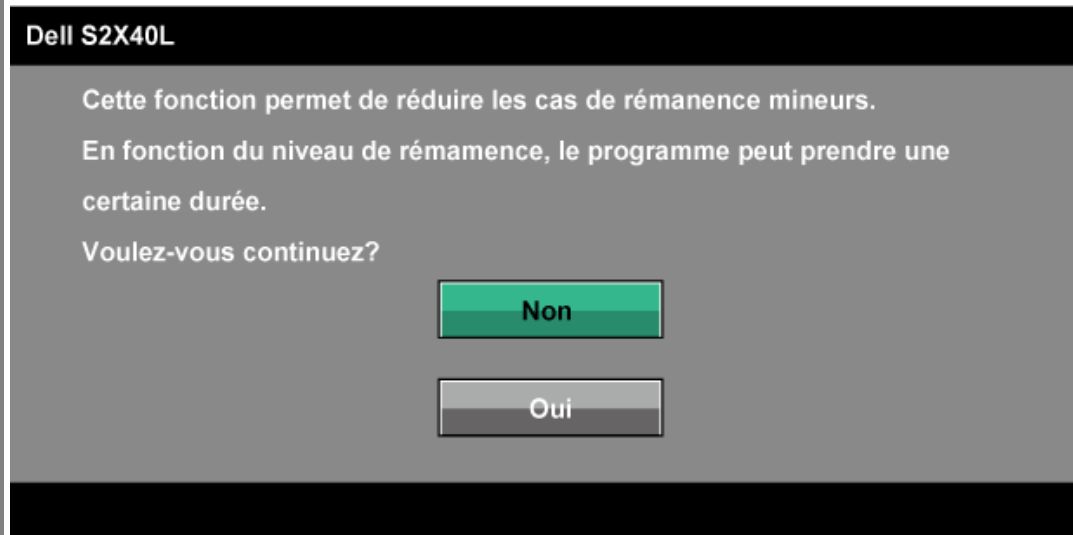 Dell S2X40L
Cette fonction permet de réduire les cas de rémanence mineurs.
En fonction du niveau de rémamence, le programme peut prendre une
certaine durée.
Voulez-vous continuez?
Non
Oui